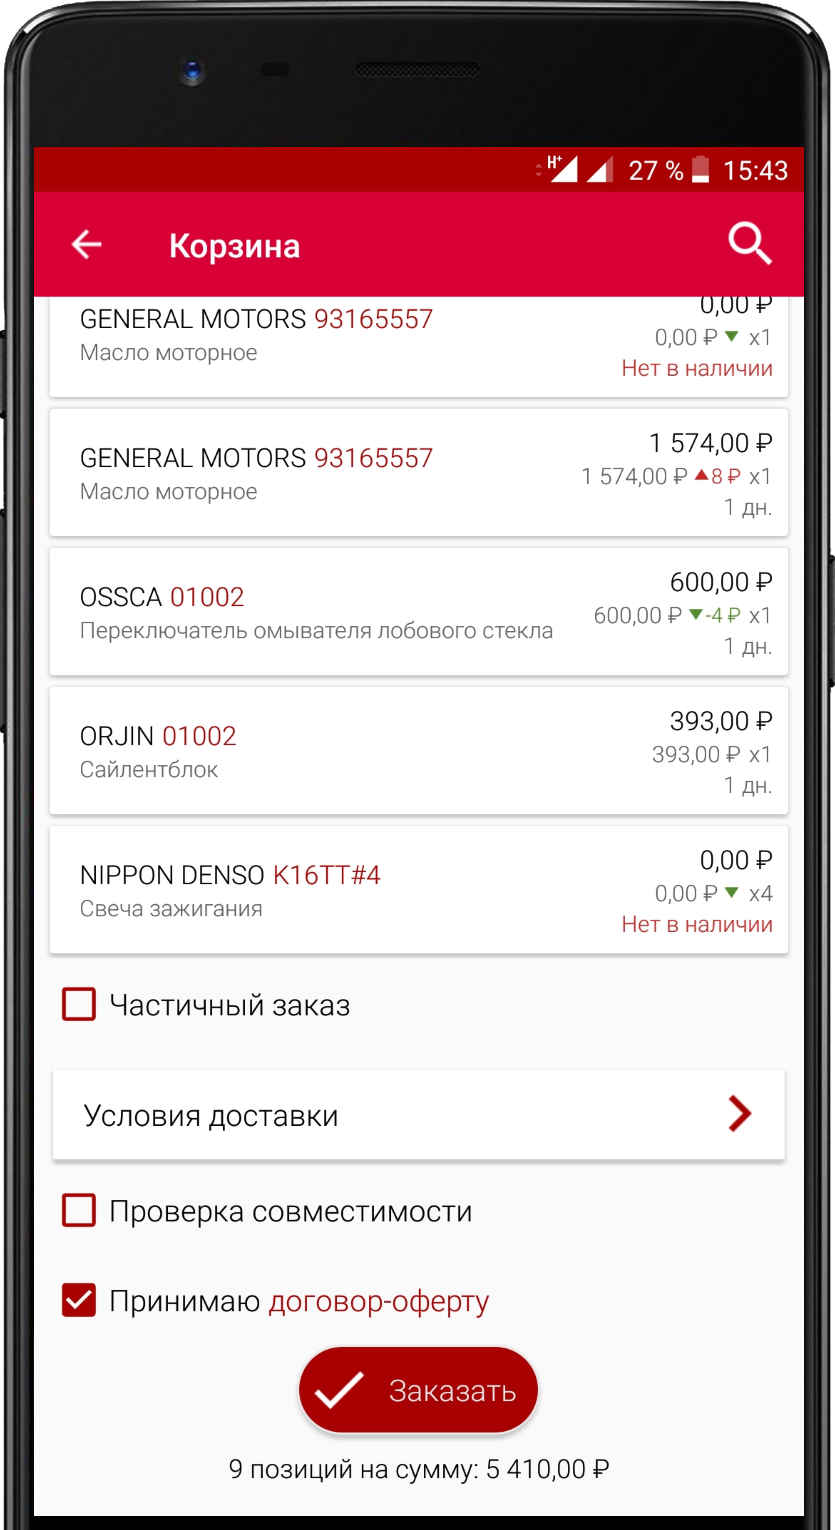 H+ 27 % 15:43
Корзина
0,00 ₽
GENERAL MOTORS 93165557
0,00 ₽ x1
Масло моторное
Нет в наличии
1 574,00 ₽
GENERAL MOTORS 93165557
1 574,00 ₽ ▲8 ₽ x1
Масло моторное
1 дн.
600,00 ₽
OSSCA 01002
600,00 ₽ ▼-4 ₽ x1
Переключатель омывателя лобового стекла
1 дн.
393,00 ₽
ORJIN 01002
393,00 ₽ x1
Сайлентблок
1 дн.
0,00 ₽
NIPPON DENSO K16TT#4
0,00 ₽ ▼ x4
Свеча зажигания
Нет в наличии
Частичный заказ
Условия доставки
Проверка совместимости
Принимаю договор-оферту
Заказать
9 позиций на сумму: 5 410,00 ₽